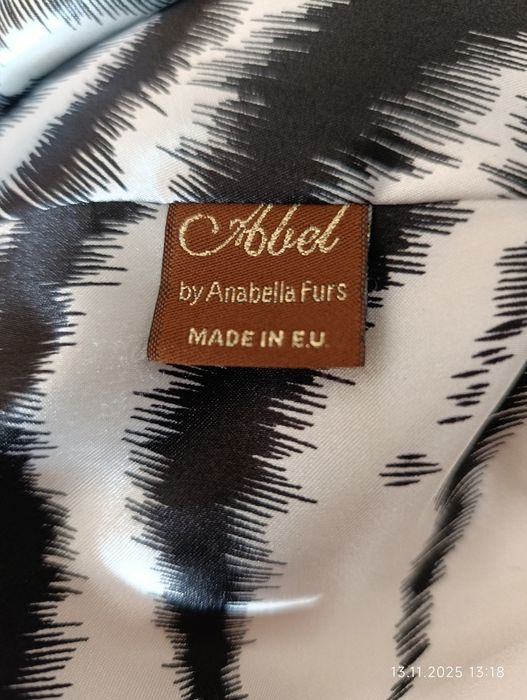 Abel
by Anabella Furs
MADE IN E.U.
13.11.2025 13:18